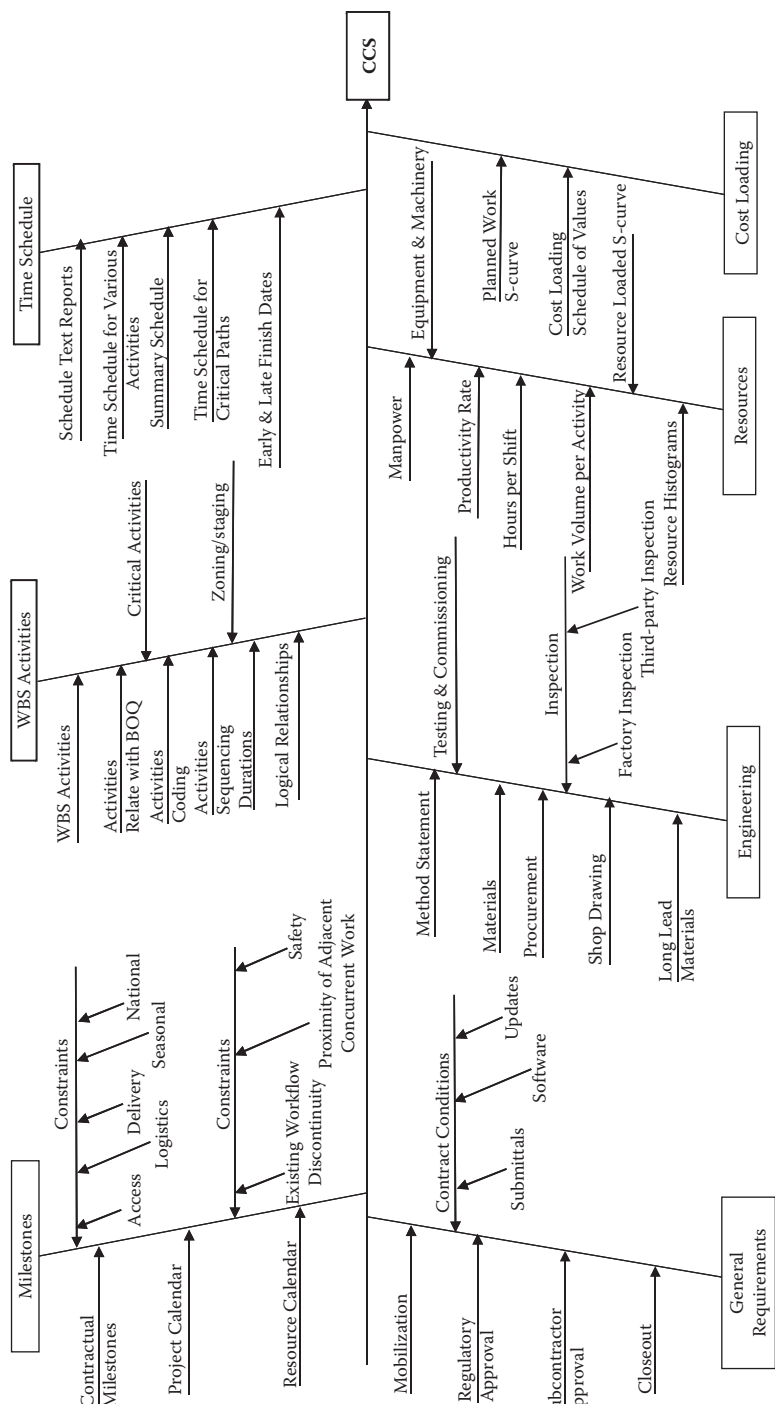 Milestones
WBS Activities
Time Schedule
Constraints
Access
Logistics
Delivery
Seasonal
National
Contractual
Milestones
Project Calendar
Constraints
Existing Workflow
Discontinuity
Proximity of Adjacent
Concurrent Work
Safety
Resource Calendar
WBS Activities
Activities
Relate with BOQ
Critical Activities
Activities
Coding
Activities
Sequencing
Zoning/staging
Durations
Logical Relationships
Schedule Text Reports
Time Schedule for Various
Activities
Summary Schedule
Time Schedule for
Critical Paths
Early & Late Finish Dates
CCS
Mobilization
Contract Conditions
Submittals
Software
Updates
Regulatory
Approval
ubcontractor
pproval
Closeout
Method Statement
Testing & Commissioning
Materials
Procurement
Inspection
Factory Inspection
Third-party Inspection
Shop Drawing
Long Lead
Materials
Manpower
Equipment & Machinery
Productivity Rate
Hours per Shift
Work Volume per Activity
Resource Loaded S-curve
Resource Histograms
Planned Work
S-curve
Cost Loading
Schedule of Values
General
Requirements
Engineering
Resources
Cost Loading